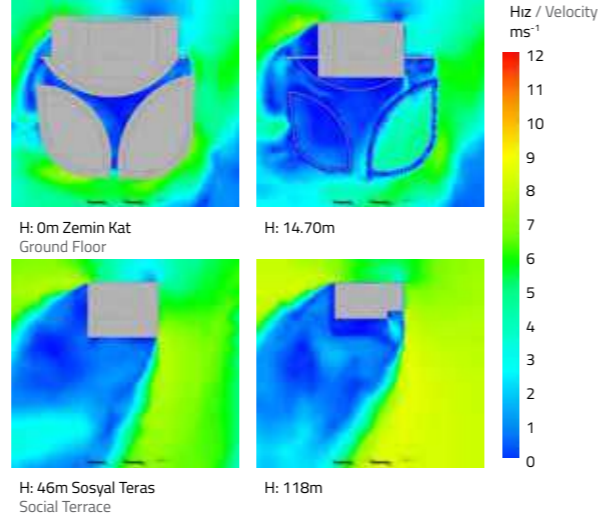 Hız / Velocity
ms⁻¹
12
11
10
9
8
7
6
5
4
3
2
1
0
H: 0m Zemin Kat
Ground Floor
H: 14.70m
H: 46m Sosyal Teras
Social Terrace
H: 118m